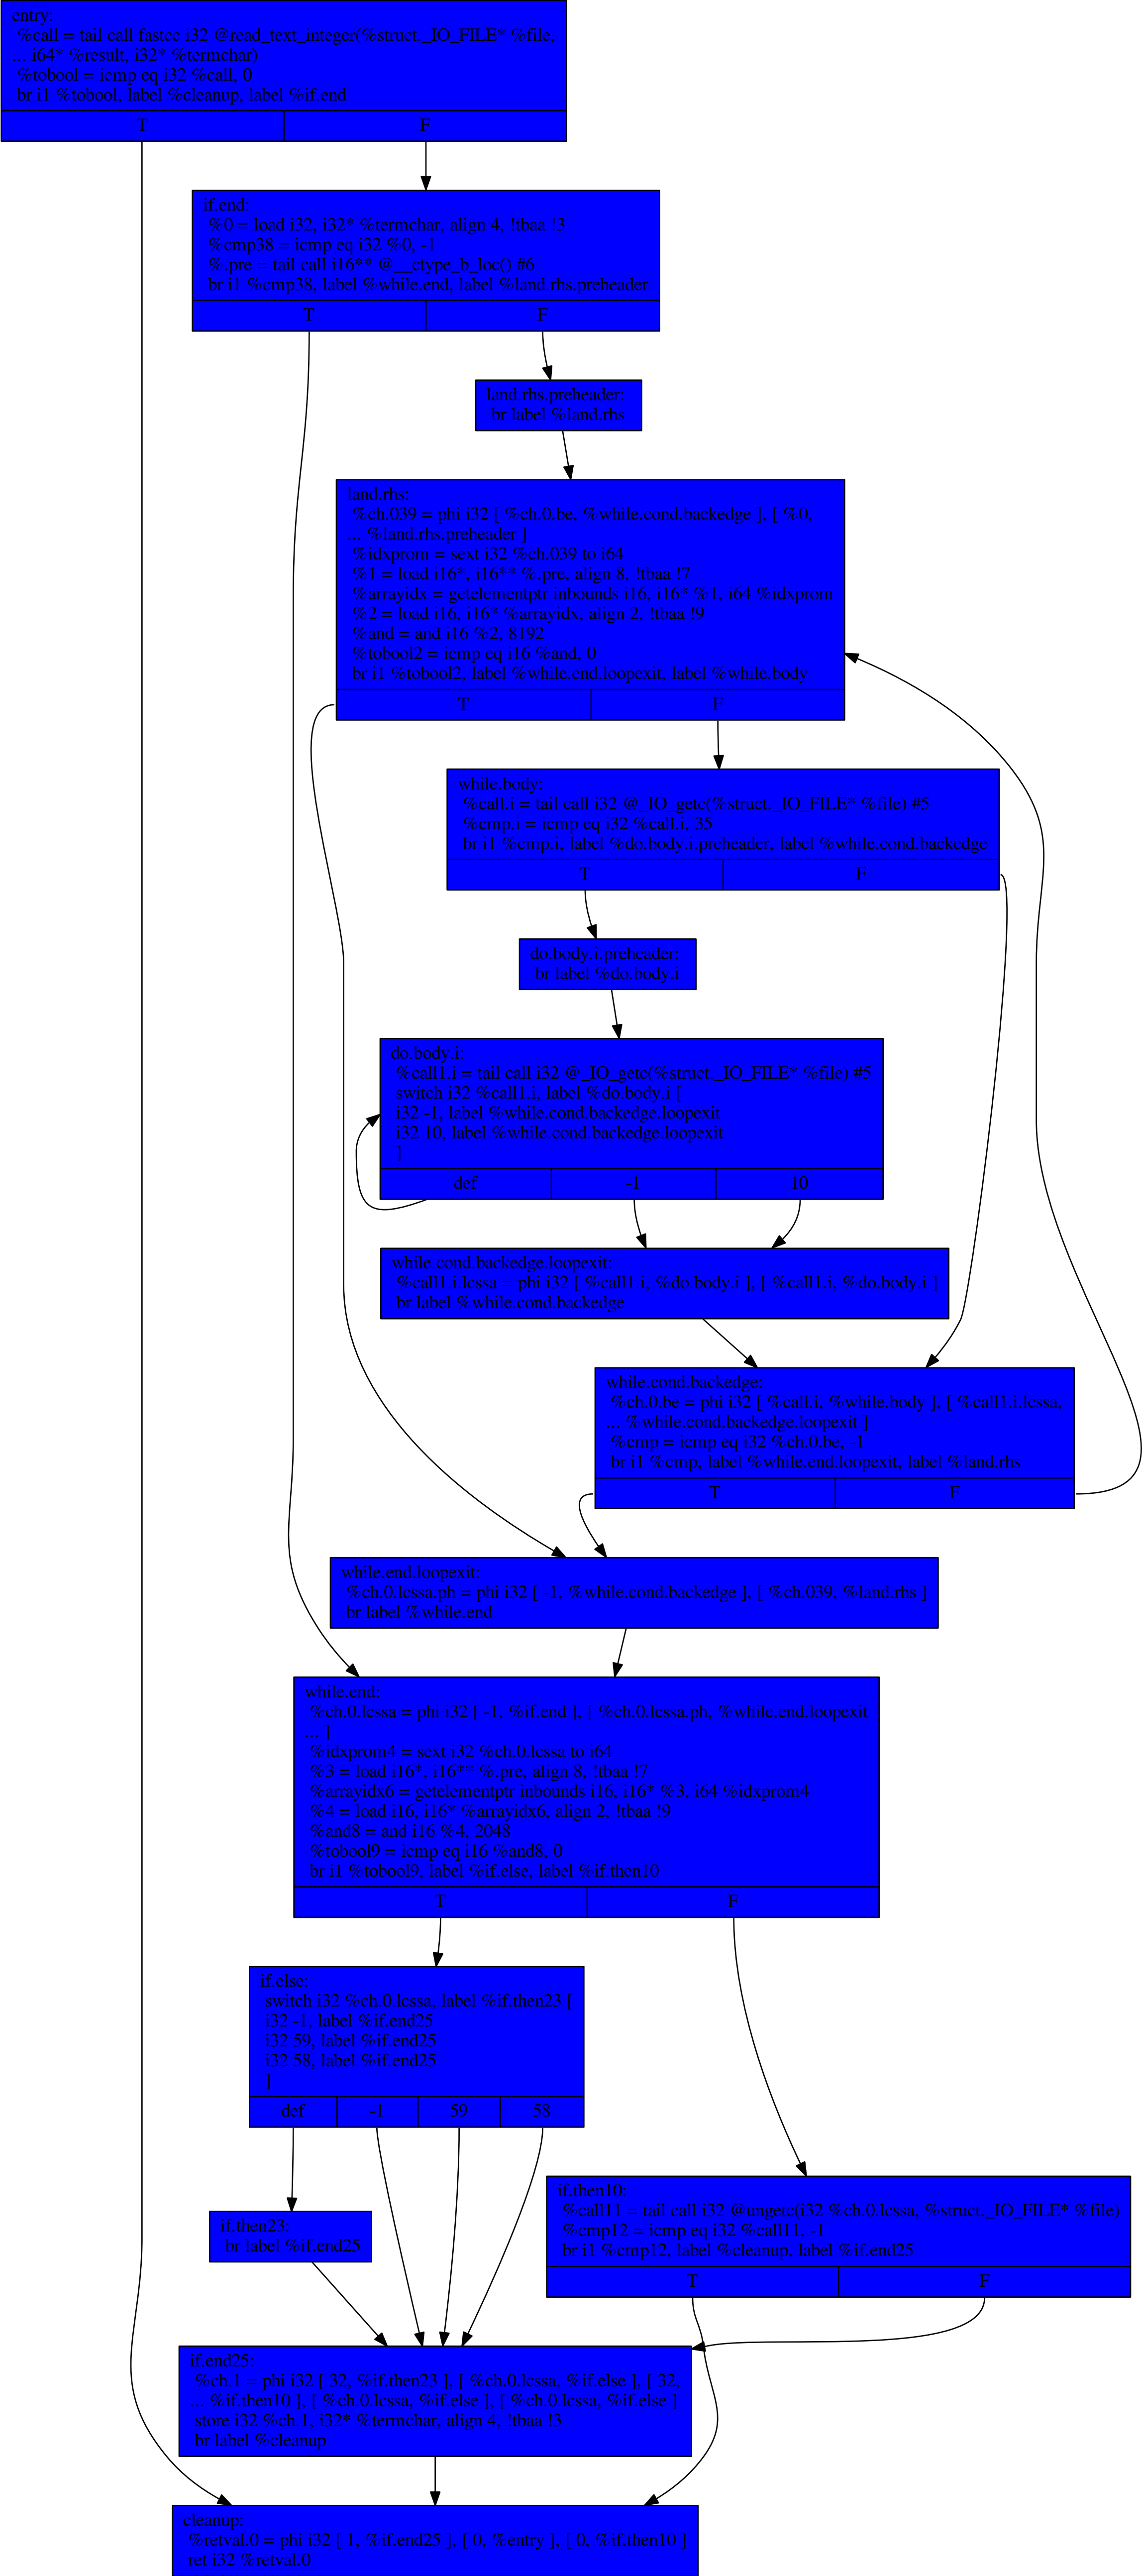 entry:
%call = tail call fastcc i32 @read_text_integer(%struct._IO_FILE* %file,
... i64* %result, i32* %termchar)
%tobool = icmp eq i32 %call, 0
br i1 %tobool, label %cleanup, label %if.end
T F
if.end:
%0 = load i32, i32* %termchar, align 4, !tbaa !3
%cmp38 = icmp eq i32 %0, -1
%.pre = tail call i16** @__ctype_b_loc() #6
br i1 %cmp38, label %while.end, label %land.rhs.preheader
T F
land.rhs.preheader:
br label %land.rhs
land.rhs:
%ch.039 = phi i32 [ %ch.0.be, %while.cond.backedge ], [ %0,
... %land.rhs.preheader ]
%idxprom = sext i32 %ch.039 to i64
%1 = load i16*, i16** %.pre, align 8, !tbaa !7
%arrayidx = getelementptr inbounds i16, i16* %1, i64 %idxprom
%2 = load i16, i16* %arrayidx, align 2, !tbaa !9
%and = and i16 %2, 8192
%tobool2 = icmp eq i16 %and, 0
br i1 %tobool2, label %while.end.loopexit, label %while.body
T F
while.body:
%call.i = tail call i32 @_IO_getc(%struct._IO_FILE* %file) #5
%cmp.i = icmp eq i32 %call.i, 35
br i1 %cmp.i, label %do.body.i.preheader, label %while.cond.backedge
T F
do.body.i.preheader:
br label %do.body.i
do.body.i:
%call1.i = tail call i32 @_IO_getc(%struct._IO_FILE* %file) #5
switch i32 %call1.i, label %do.body.i [
i32 -1, label %while.cond.backedge.loopexit
i32 10, label %while.cond.backedge.loopexit
]
def -1 10
while.cond.backedge.loopexit:
%call1.i.lcssa = phi i32 [ %call1.i, %do.body.i ], [ %call1.i, %do.body.i ]
br label %while.cond.backedge
while.cond.backedge:
%ch.0.be = phi i32 [ %call.i, %while.body ], [ %call1.i.lcssa,
... %while.cond.backedge.loopexit ]
%cmp = icmp eq i32 %ch.0.be, -1
br i1 %cmp, label %while.end.loopexit, label %land.rhs
T F
while.end.loopexit:
%ch.0.lcssa.ph = phi i32 [ -1, %while.cond.backedge ], [ %ch.039, %land.rhs ]
br label %while.end
while.end:
%ch.0.lcssa = phi i32 [ -1, %if.end ], [ %ch.0.lcssa.ph, %while.end.loopexit
... ]
%idxprom4 = sext i32 %ch.0.lcssa to i64
%3 = load i16*, i16** %.pre, align 8, !tbaa !7
%arrayidx6 = getelementptr inbounds i16, i16* %3, i64 %idxprom4
%4 = load i16, i16* %arrayidx6, align 2, !tbaa !9
%and8 = and i16 %4, 2048
%tobool9 = icmp eq i16 %and8, 0
br i1 %tobool9, label %if.else, label %if.then10
T F
if.else:
switch i32 %ch.0.lcssa, label %if.then23 [
i32 -1, label %if.end25
i32 59, label %if.end25
i32 58, label %if.end25
]
def -1 59 58
if.then10:
%call11 = tail call i32 @ungetc(i32 %ch.0.lcssa, %struct._IO_FILE* %file)
%cmp12 = icmp eq i32 %call11, -1
br i1 %cmp12, label %cleanup, label %if.end25
T F
if.then23:
br label %if.end25
if.end25:
%ch.1 = phi i32 [ 32, %if.then23 ], [ %ch.0.lcssa, %if.else ], [ 32,
... %if.then10 ], [ %ch.0.lcssa, %if.else ], [ %ch.0.lcssa, %if.else ]
store i32 %ch.1, i32* %termchar, align 4, !tbaa !3
br label %cleanup
cleanup:
%retval.0 = phi i32 [ 1, %if.end25 ], [ 0, %entry ], [ 0, %if.then10 ]
ret i32 %retval.0